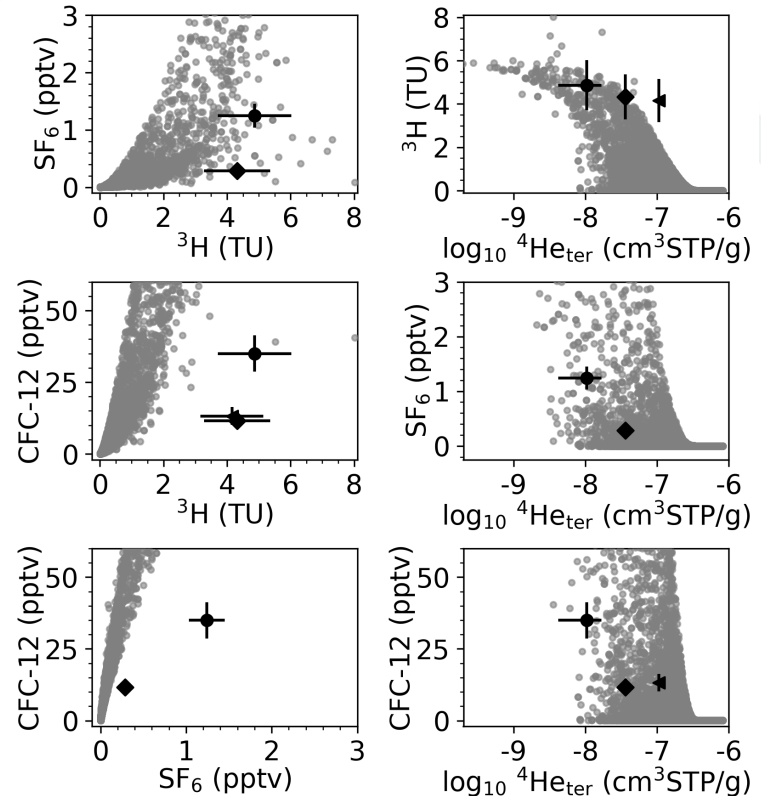 SF₆ (pptv)
3
2
1
0
0 2 4 6 8
³H (TU)
³H (TU)
8
6
4
2
0
-9 -8 -7 -6
log₁₀ ⁴He_ter (cm³STP/g)
CFC-12 (pptv)
50
25
0
0 2 4 6 8
³H (TU)
SF₆ (pptv)
3
2
1
0
-9 -8 -7 -6
log₁₀ ⁴He_ter (cm³STP/g)
CFC-12 (pptv)
50
25
0
0 1 2 3
SF₆ (pptv)
CFC-12 (pptv)
50
25
0
-9 -8 -7 -6
log₁₀ ⁴He_ter (cm³STP/g)